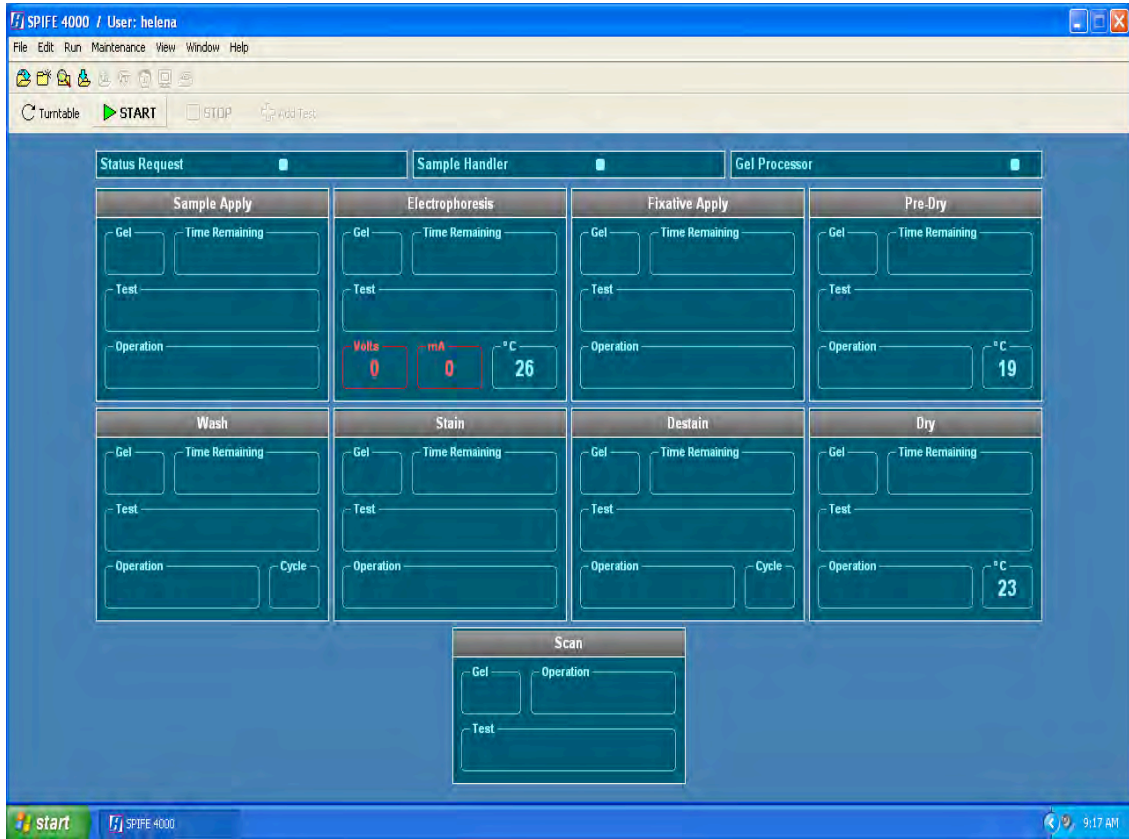 SPIFE 4000 / User: helena
File Edit Run Maintenance View Window Help
Turntable START STOP Add Test
Status Request Sample Handler Gel Processor
Sample Apply Electrophoresis Fixative Apply Pre-Dry
Gel Time Remaining Gel Time Remaining Gel Time Remaining Gel Time Remaining
Test Test Test Test
Operation Volts mA °C Operation Operation °C
0 0 26 19
Wash Stain Destain Dry
Gel Time Remaining Gel Time Remaining Gel Time Remaining Gel Time Remaining
Test Test Test Test
Operation Cycle Operation Operation Cycle Operation °C
23
Scan
Gel Operation
Test
start SPIFE 4000 9:17 AM